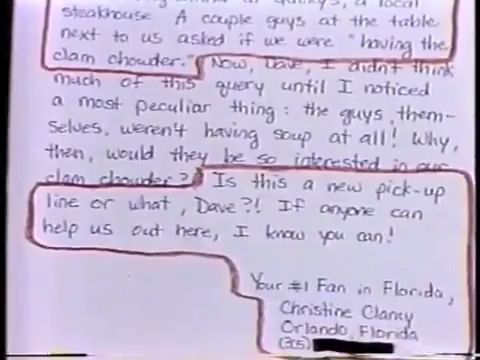 a local
steakhouse. A couple guys at the table
next to us asked if we were "having the
clam chowder." Now, Dave, I didn't think
much of this query until I noticed
a most peculiar thing: the guys, them-
selves, weren't having soup at all! Why,
then, would they be so interested in our
clam chowder? Is this a new pick-up
line or what, Dave?! If anyone can
help us out here, I know you can!
Your #1 Fan in Florida,
Christine Clancy
Orlando, Florida
(305)